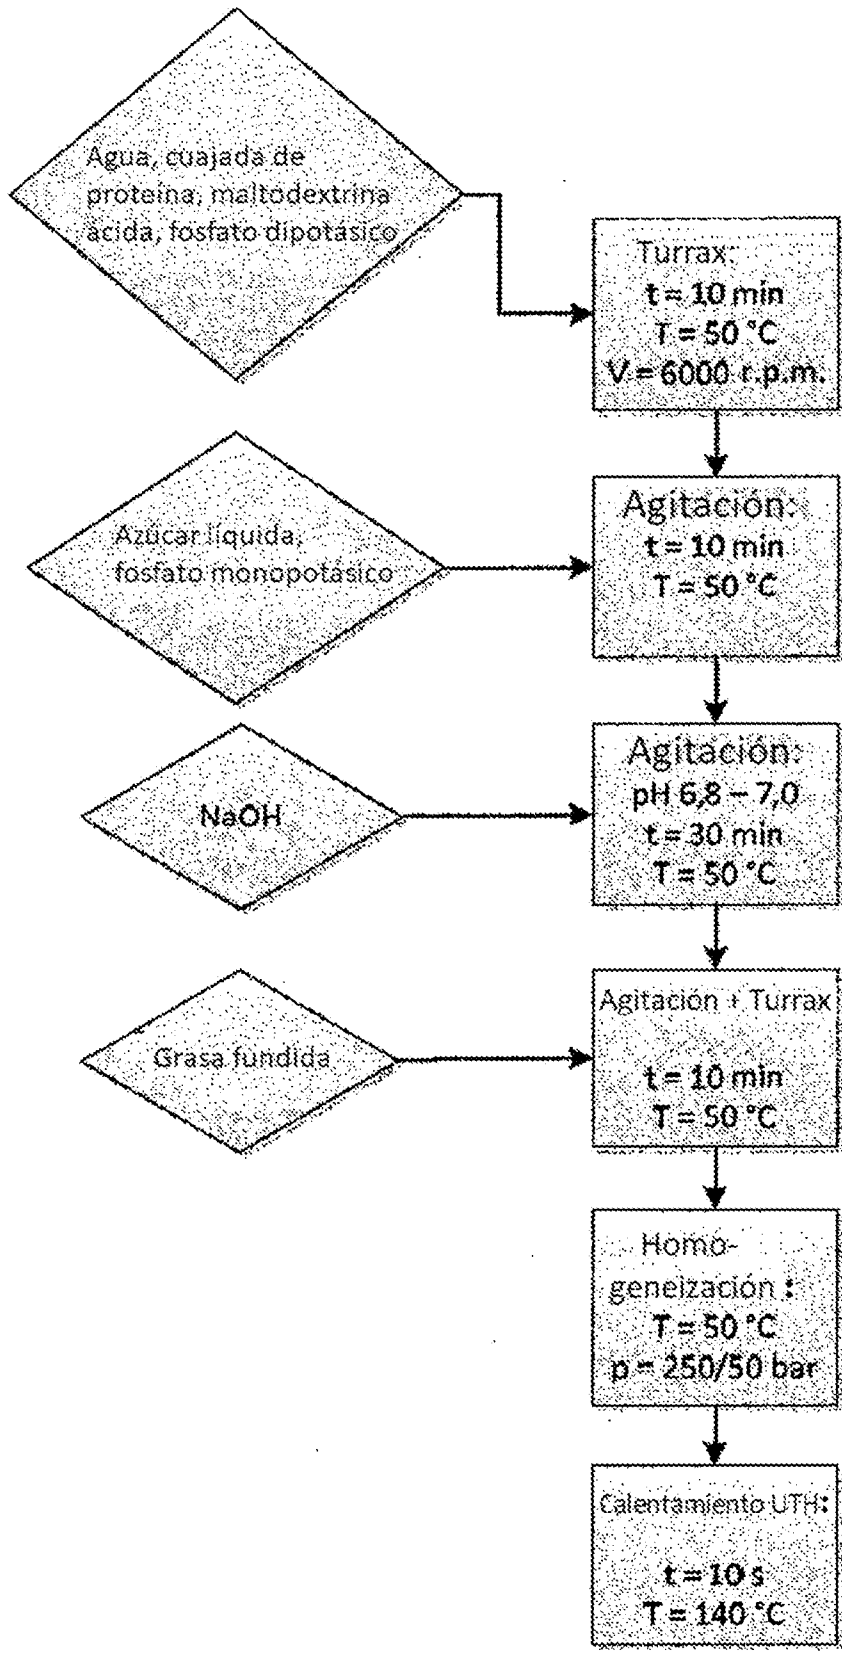 Agua, cuajada de
proteína, maltodextrina
ácida, fosfato dipotásico
Turrax:
t = 10 min
T = 50 °C
V = 6000 r.p.m.
Azúcar líquida,
fosfato monopotásico
Agitación:
t = 10 min
T = 50 °C
NaOH
Agitación:
pH 6,8 – 7,0
t = 30 min
T = 50 °C
Grasa fundida
Agitación + Turrax
t = 10 min
T = 50 °C
Homo-
geneización :
T = 50 °C
p = 250/50 bar
Calentamiento UTH:
t = 10 s
T = 140 °C